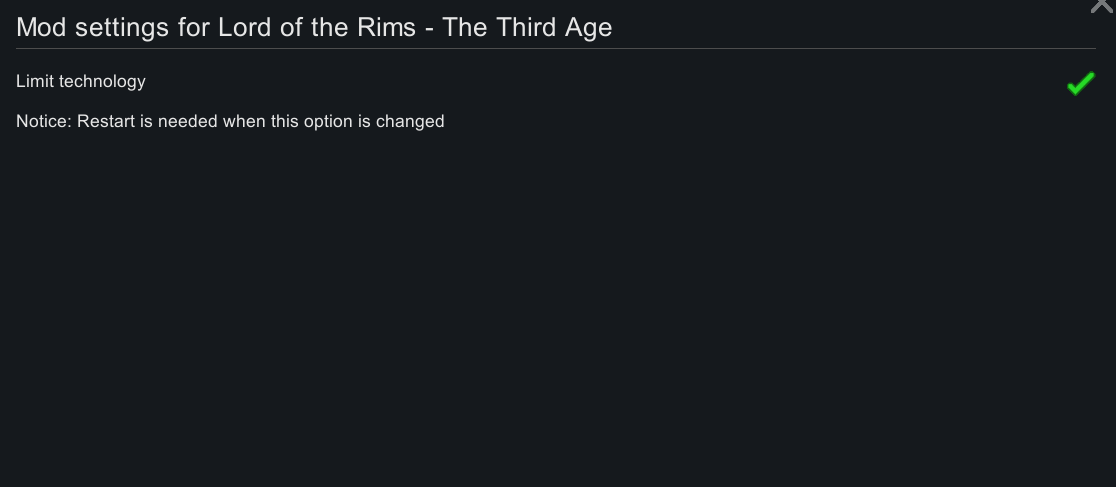 Mod settings for Lord of the Rims - The Third Age
Limit technology
Notice: Restart is needed when this option is changed